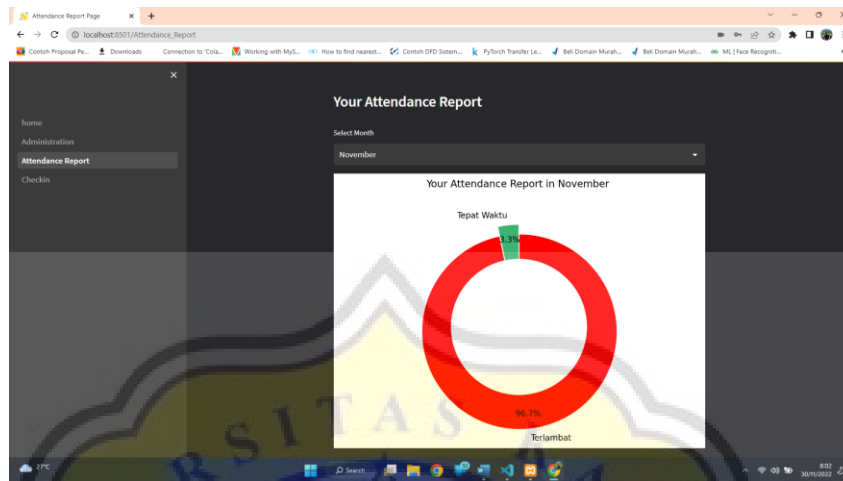 Attendance Report Page
localhost:8501/Attendance_Report
Contoh Proposal Pe...
Downloads
Connection to 'Cola...
Working with MyS...
How to find nearest...
Contoh DFD Sistem...
PyTorch Transfer Le...
Beli Domain Murah...
Beli Domain Murah...
ML | Face Recogniti...
home
Administration
Attendance Report
Checkin
Your Attendance Report
Select Month
November
Your Attendance Report in November
Tepat Waktu
3.3%
96.7%
Terlambat
27°C
Search
8:02
30/11/2022